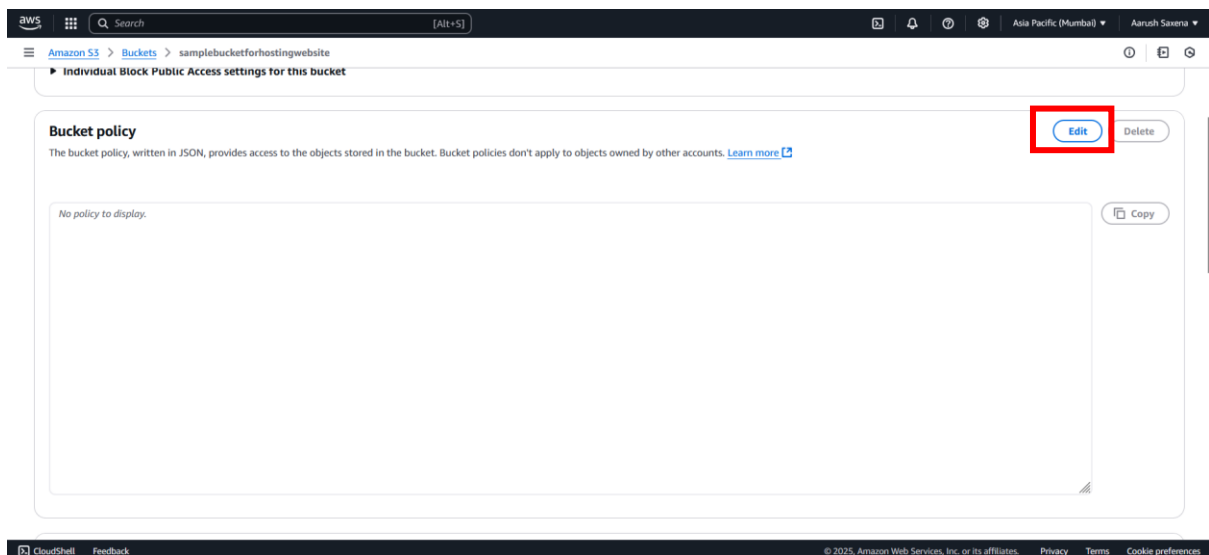 aws Search [Alt+S] Asia Pacific (Mumbai) ▼ Aarush Saxena ▼
Amazon S3 > Buckets > samplebucketforhostingwebsite
▶ Individual Block Public Access settings for this bucket
Bucket policy Edit Delete
The bucket policy, written in JSON, provides access to the objects stored in the bucket. Bucket policies don't apply to objects owned by other accounts. Learn more
No policy to display. Copy
CloudShell Feedback © 2025, Amazon Web Services, Inc. or its affiliates. Privacy Terms Cookie preferences